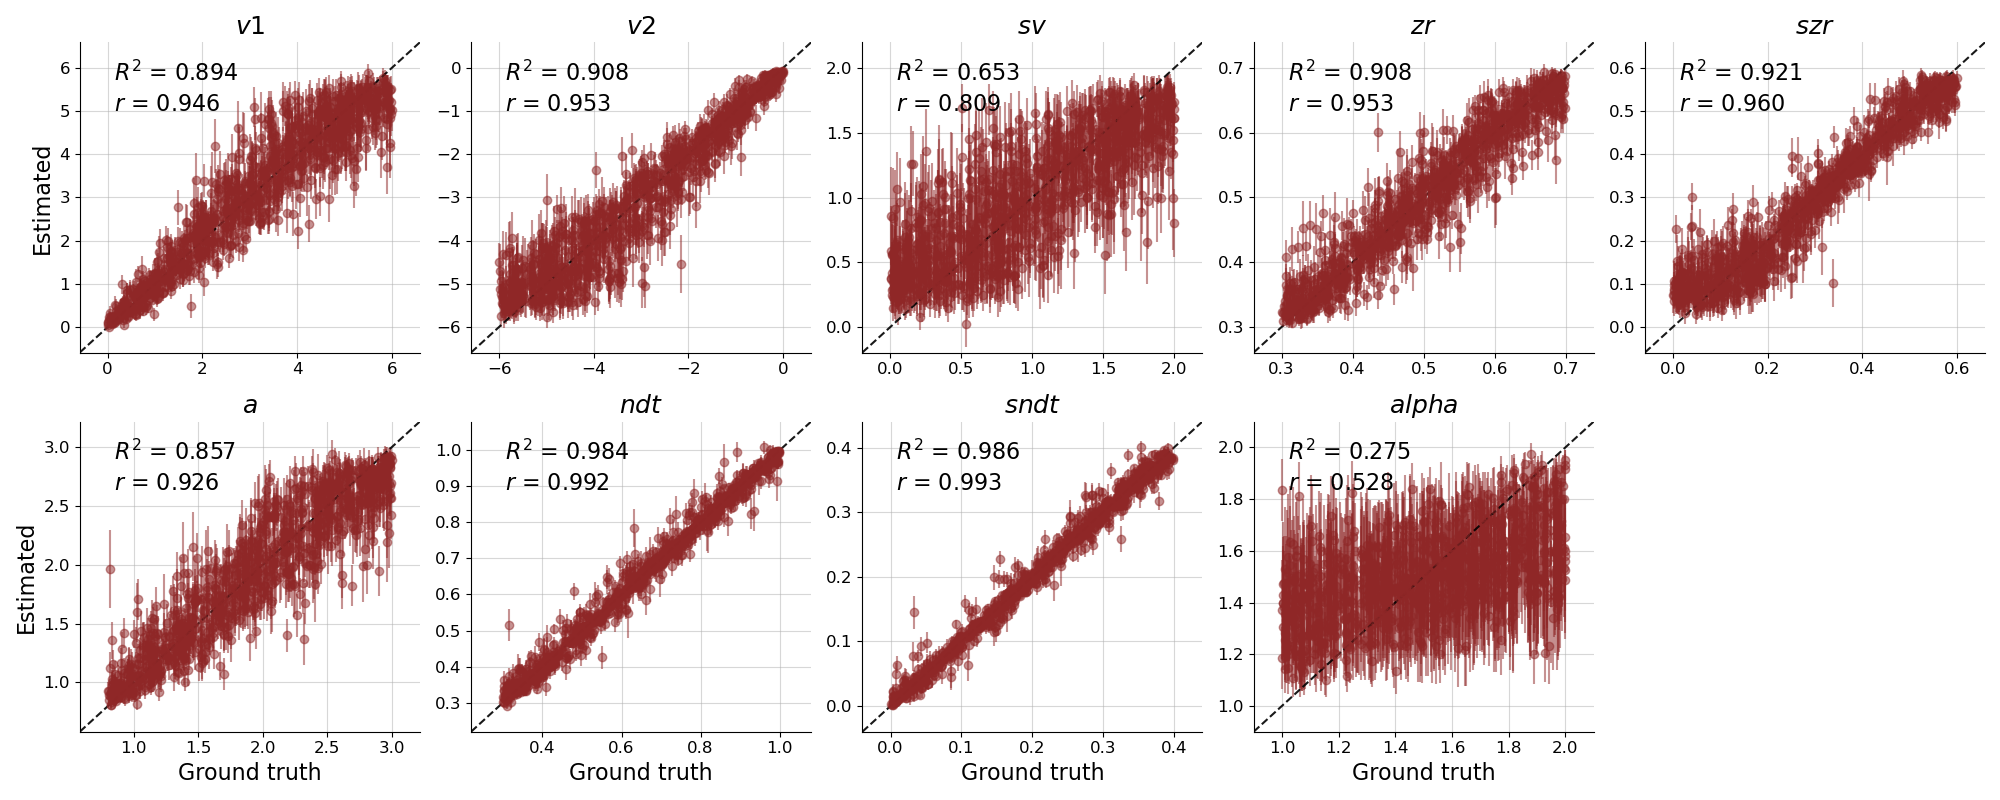 v1
R² = 0.894
r = 0.946
Estimated
6
5
4
3
2
1
0
0 2 4 6
v2
R² = 0.908
r = 0.953
0
−1
−2
−3
−4
−5
−6
−6 −4 −2 0
sv
R² = 0.653
r = 0.809
2.0
1.5
1.0
0.5
0.0
0.0 0.5 1.0 1.5 2.0
zr
R² = 0.908
r = 0.953
0.7
0.6
0.5
0.4
0.3
0.3 0.4 0.5 0.6 0.7
szr
R² = 0.921
r = 0.960
0.6
0.5
0.4
0.3
0.2
0.1
0.0
0.0 0.2 0.4 0.6
a
R² = 0.857
r = 0.926
Estimated
3.0
2.5
2.0
1.5
1.0
1.0 1.5 2.0 2.5 3.0
Ground truth
ndt
R² = 0.984
r = 0.992
1.0
0.9
0.8
0.7
0.6
0.5
0.4
0.3
0.4 0.6 0.8 1.0
Ground truth
sndt
R² = 0.986
r = 0.993
0.4
0.3
0.2
0.1
0.0
0.0 0.1 0.2 0.3 0.4
Ground truth
alpha
R² = 0.275
r = 0.528
2.0
1.8
1.6
1.4
1.2
1.0
1.0 1.2 1.4 1.6 1.8 2.0
Ground truth